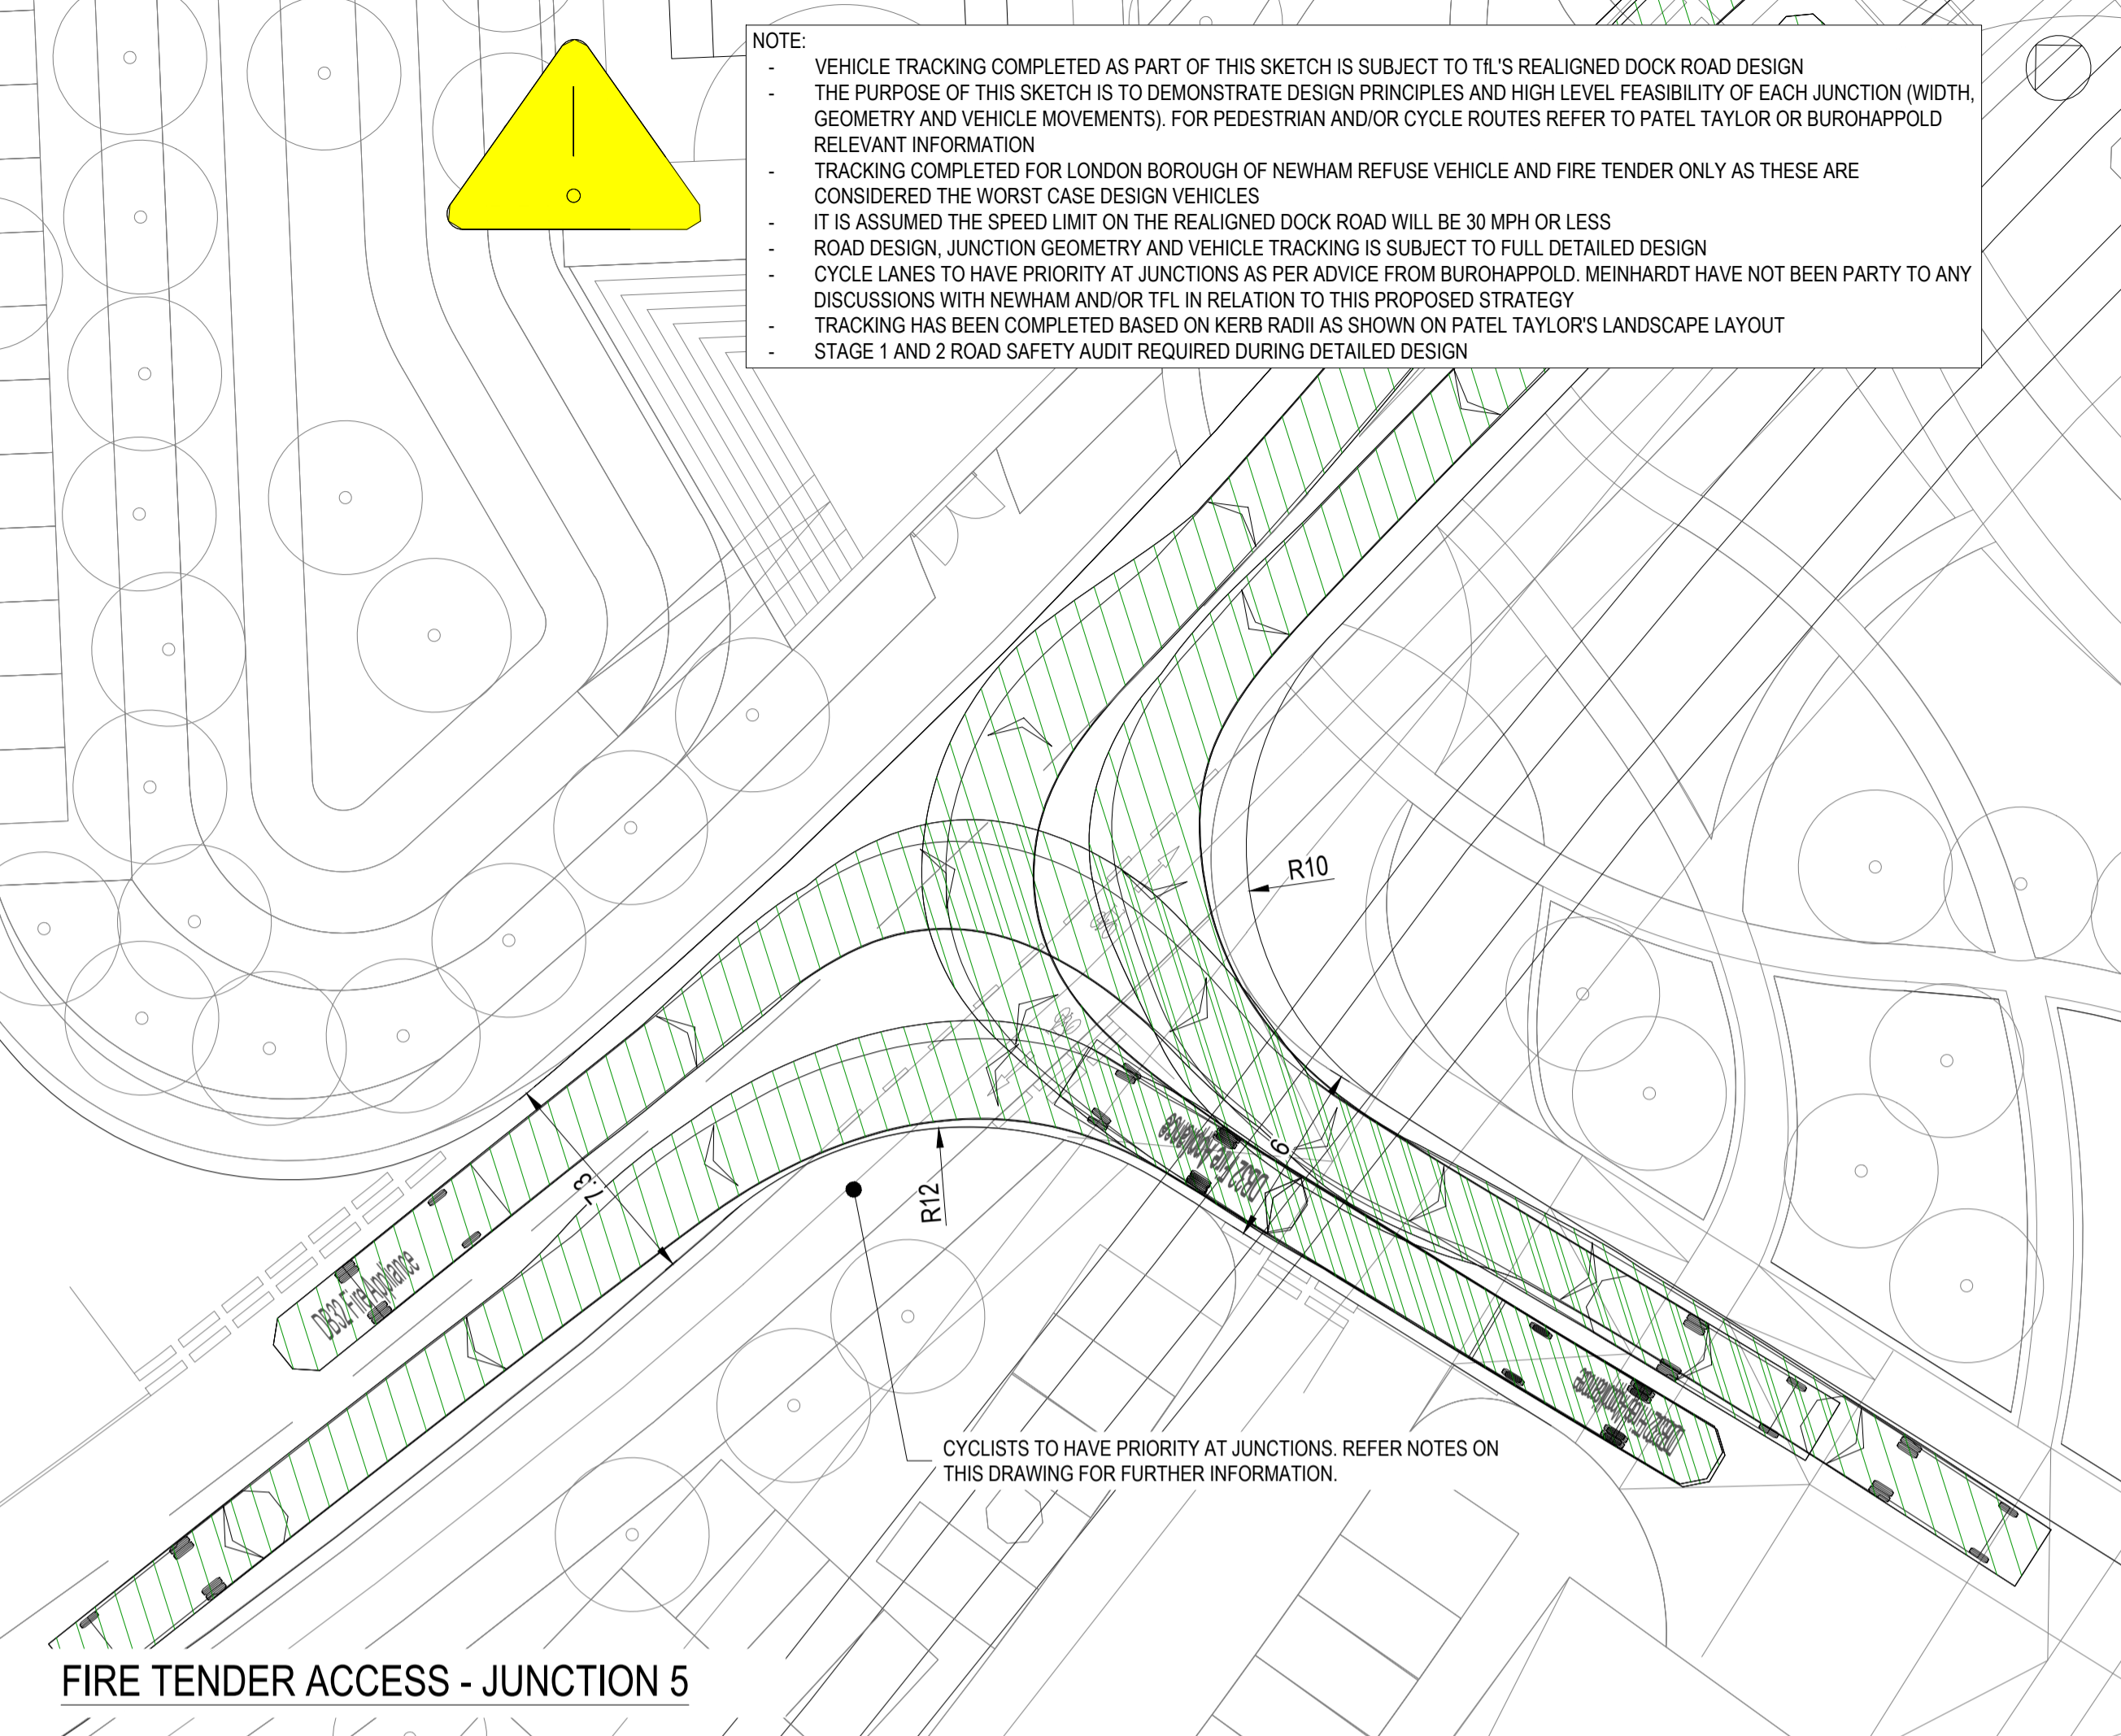 NOTE:
- VEHICLE TRACKING COMPLETED AS PART OF THIS SKETCH IS SUBJECT TO TfL'S REALIGNED DOCK ROAD DESIGN
- THE PURPOSE OF THIS SKETCH IS TO DEMONSTRATE DESIGN PRINCIPLES AND HIGH LEVEL FEASIBILITY OF EACH JUNCTION (WIDTH,
GEOMETRY AND VEHICLE MOVEMENTS). FOR PEDESTRIAN AND/OR CYCLE ROUTES REFER TO PATEL TAYLOR OR BUROHAPPOLD
RELEVANT INFORMATION
- TRACKING COMPLETED FOR LONDON BOROUGH OF NEWHAM REFUSE VEHICLE AND FIRE TENDER ONLY AS THESE ARE
CONSIDERED THE WORST CASE DESIGN VEHICLES
- IT IS ASSUMED THE SPEED LIMIT ON THE REALIGNED DOCK ROAD WILL BE 30 MPH OR LESS
- ROAD DESIGN, JUNCTION GEOMETRY AND VEHICLE TRACKING IS SUBJECT TO FULL DETAILED DESIGN
- CYCLE LANES TO HAVE PRIORITY AT JUNCTIONS AS PER ADVICE FROM BUROHAPPOLD. MEINHARDT HAVE NOT BEEN PARTY TO ANY
DISCUSSIONS WITH NEWHAM AND/OR TFL IN RELATION TO THIS PROPOSED STRATEGY
- TRACKING HAS BEEN COMPLETED BASED ON KERB RADII AS SHOWN ON PATEL TAYLOR'S LANDSCAPE LAYOUT
- STAGE 1 AND 2 ROAD SAFETY AUDIT REQUIRED DURING DETAILED DESIGN
R10
DB32 Fire Appliance
7.3
R12
DB32 Fire Appliance
DB32 Fire Appliance
CYCLISTS TO HAVE PRIORITY AT JUNCTIONS. REFER NOTES ON
THIS DRAWING FOR FURTHER INFORMATION.
FIRE TENDER ACCESS - JUNCTION 5